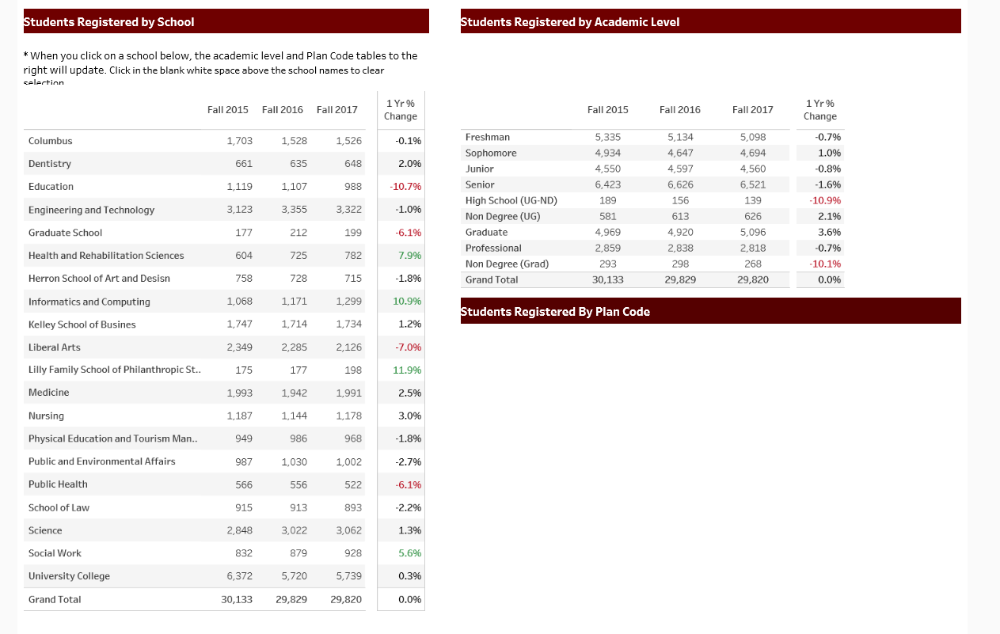 Students Registered by School
* When you click on a school below, the academic level and Plan Code tables to the
right will update. Click in the blank white space above the school names to clear
selection
Fall 2015 Fall 2016 Fall 2017 1 Yr % Change
Columbus 1,703 1,528 1,526 -0.1%
Dentistry 661 635 648 2.0%
Education 1,119 1,107 988 -10.7%
Engineering and Technology 3,123 3,355 3,322 -1.0%
Graduate School 177 212 199 -6.1%
Health and Rehabilitation Sciences 604 725 782 7.9%
Herron School of Art and Desisn 758 728 715 -1.8%
Informatics and Computing 1,068 1,171 1,299 10.9%
Kelley School of Busines 1,747 1,714 1,734 1.2%
Liberal Arts 2,349 2,285 2,126 -7.0%
Lilly Family School of Philanthropic St.. 175 177 198 11.9%
Medicine 1,993 1,942 1,991 2.5%
Nursing 1,187 1,144 1,178 3.0%
Physical Education and Tourism Man.. 949 986 968 -1.8%
Public and Environmental Affairs 987 1,030 1,002 -2.7%
Public Health 566 556 522 -6.1%
School of Law 915 913 893 -2.2%
Science 2,848 3,022 3,062 1.3%
Social Work 832 879 928 5.6%
University College 6,372 5,720 5,739 0.3%
Grand Total 30,133 29,829 29,820 0.0%
Students Registered by Academic Level
Fall 2015 Fall 2016 Fall 2017 1 Yr % Change
Freshman 5,335 5,134 5,098 -0.7%
Sophomore 4,934 4,647 4,694 1.0%
Junior 4,550 4,597 4,560 -0.8%
Senior 6,423 6,626 6,521 -1.6%
High School (UG-ND) 189 156 139 -10.9%
Non Degree (UG) 581 613 626 2.1%
Graduate 4,969 4,920 5,096 3.6%
Professional 2,859 2,838 2,818 -0.7%
Non Degree (Grad) 293 298 268 -10.1%
Grand Total 30,133 29,829 29,820 0.0%
Students Registered By Plan Code